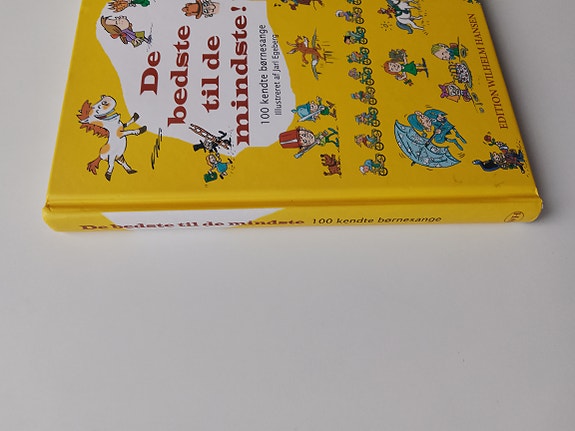 De
bedste
til de
mindste!
100 kendte børnesange
Illustreret af Jari Egeberg
EDITION WILHELM HANSEN
De bedste til de mindste 100 kendte børnesange